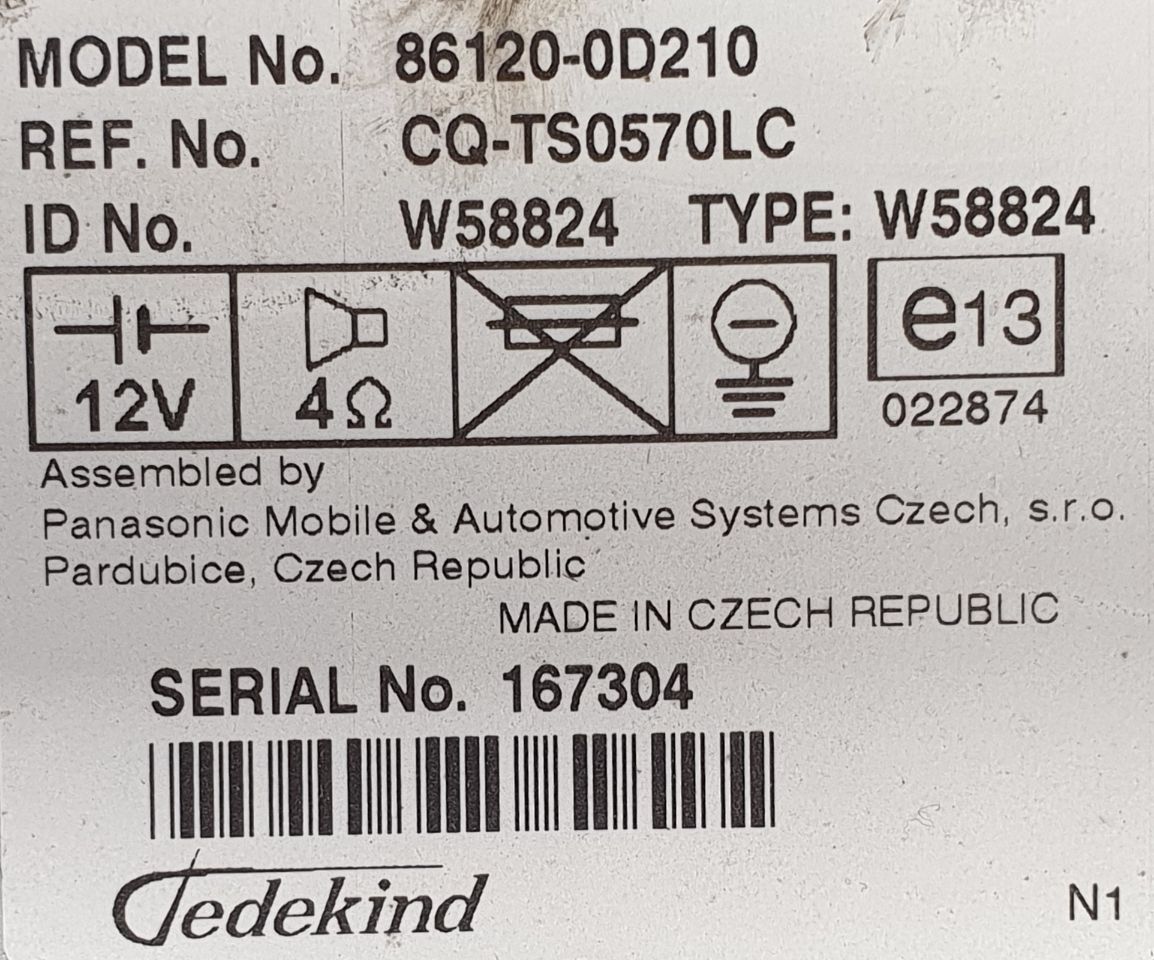 MODEL No. 86120-0D210
REF. No. CQ-TS0570LC
ID No. W58824 TYPE: W58824
12V 4Ω e13
022874
Assembled by
Panasonic Mobile & Automotive Systems Czech, s.r.o.
Pardubice, Czech Republic
MADE IN CZECH REPUBLIC
SERIAL No. 167304
Tedekind
N1